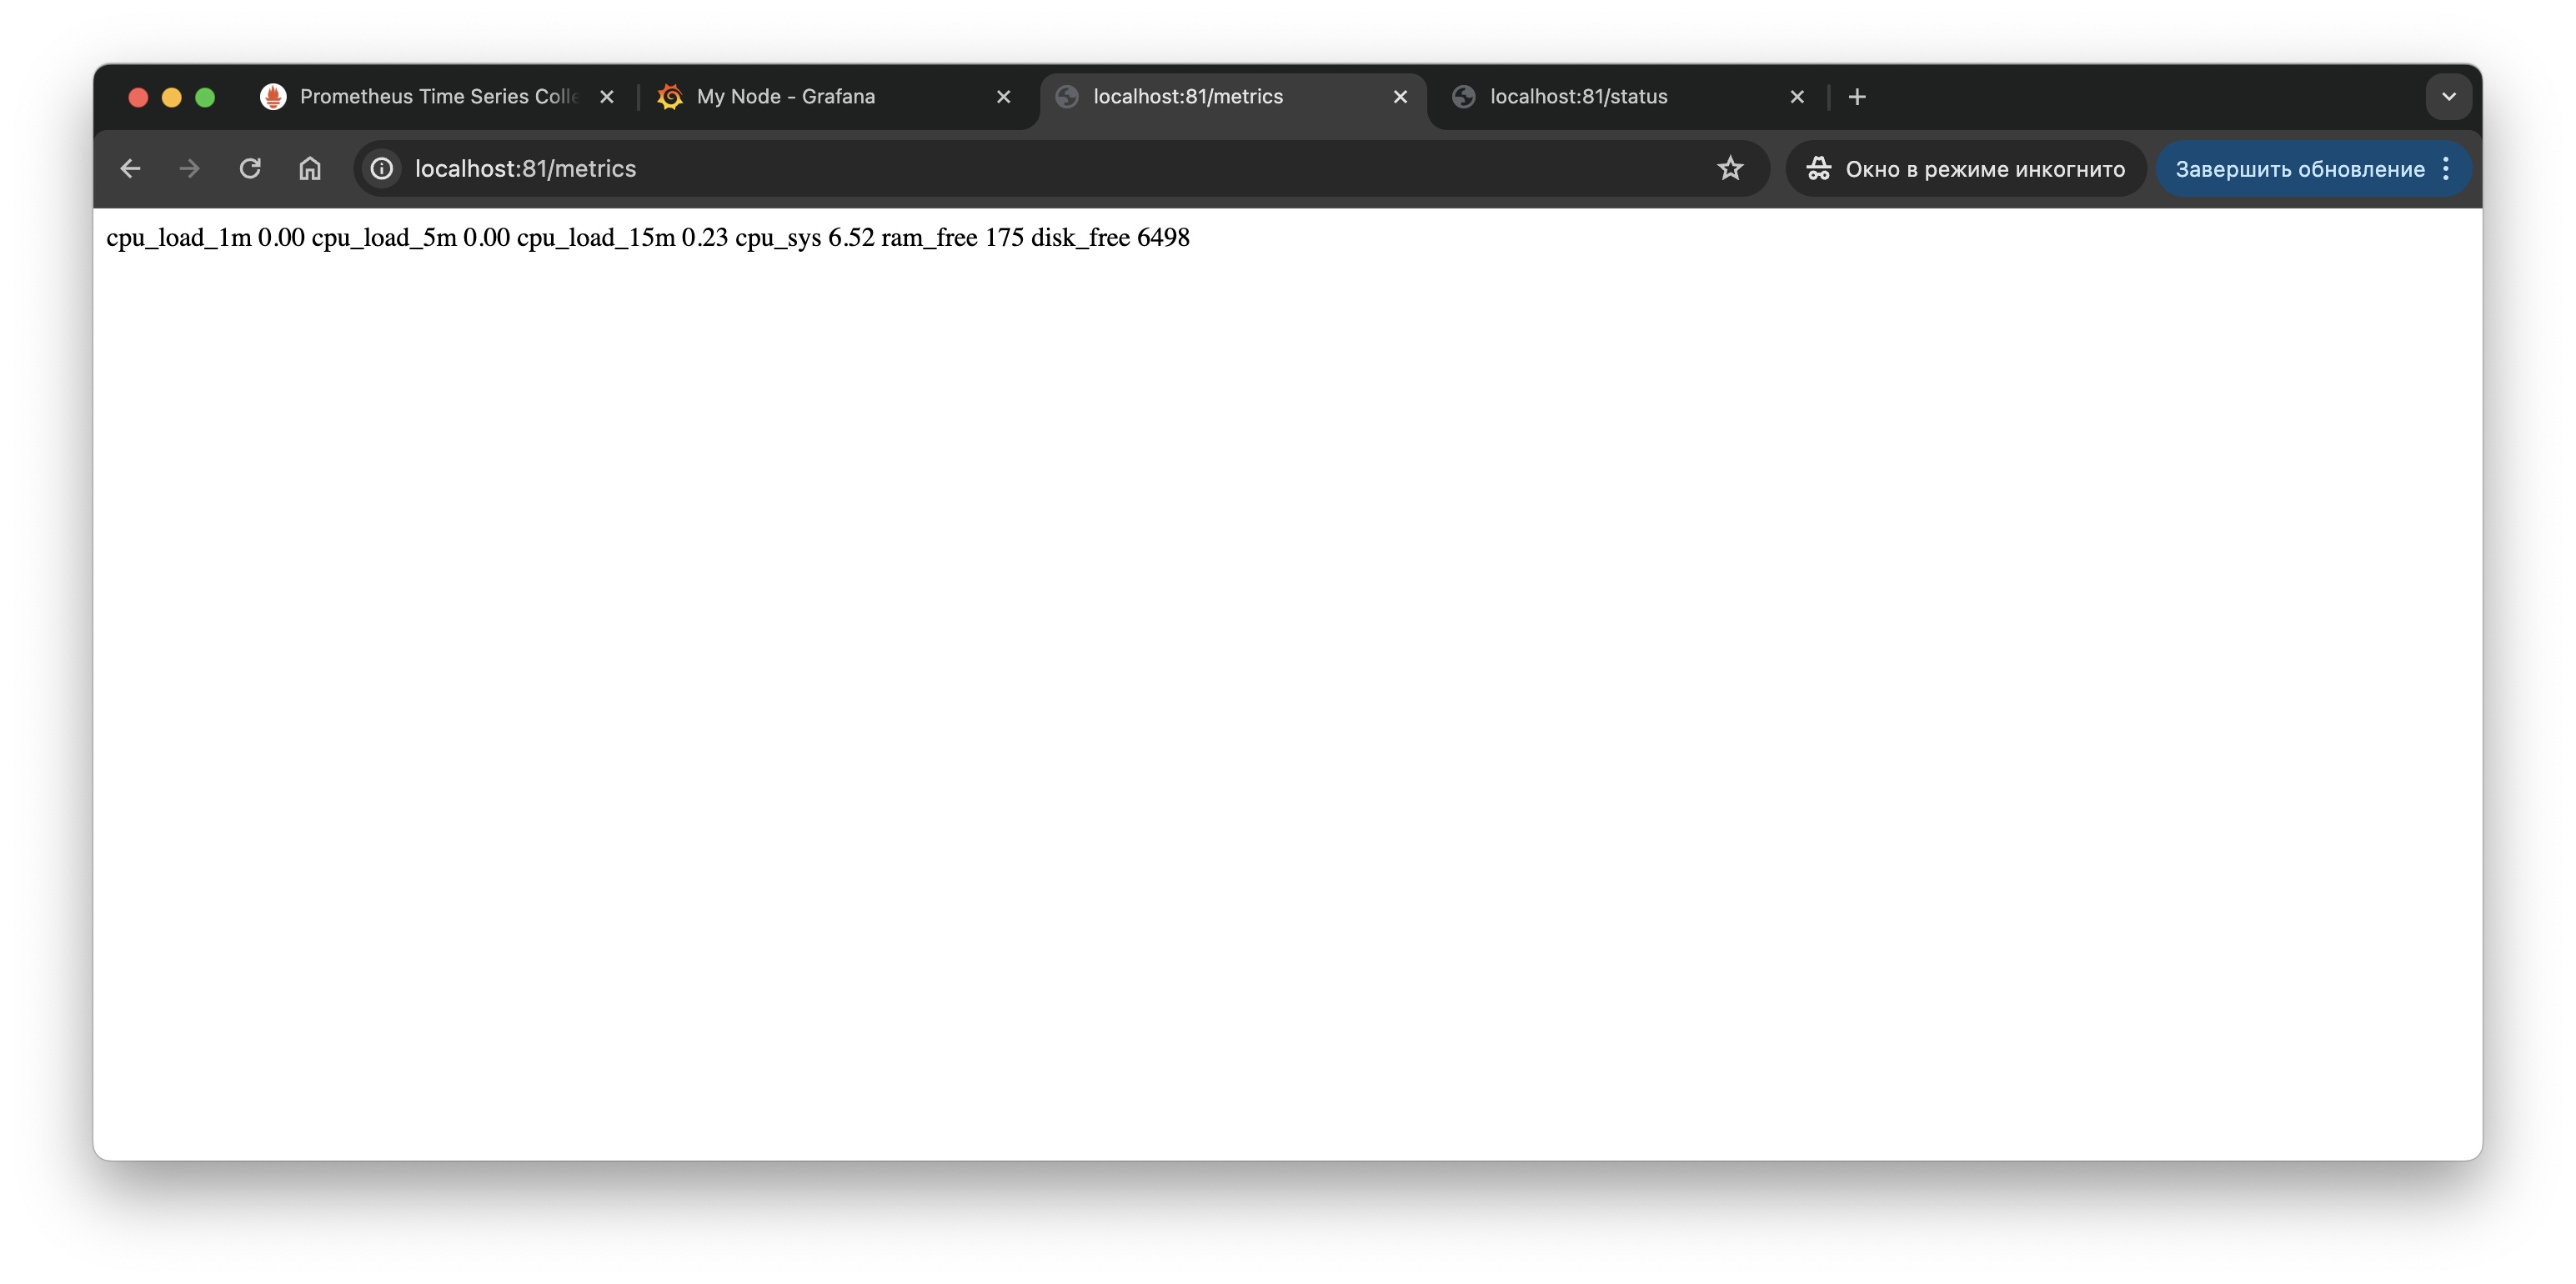 Prometheus Time Series Colle
My Node - Grafana
localhost:81/metrics
localhost:81/status
localhost:81/metrics
Окно в режиме инкогнито
Завершить обновление
cpu_load_1m 0.00 cpu_load_5m 0.00 cpu_load_15m 0.23 cpu_sys 6.52 ram_free 175 disk_free 6498